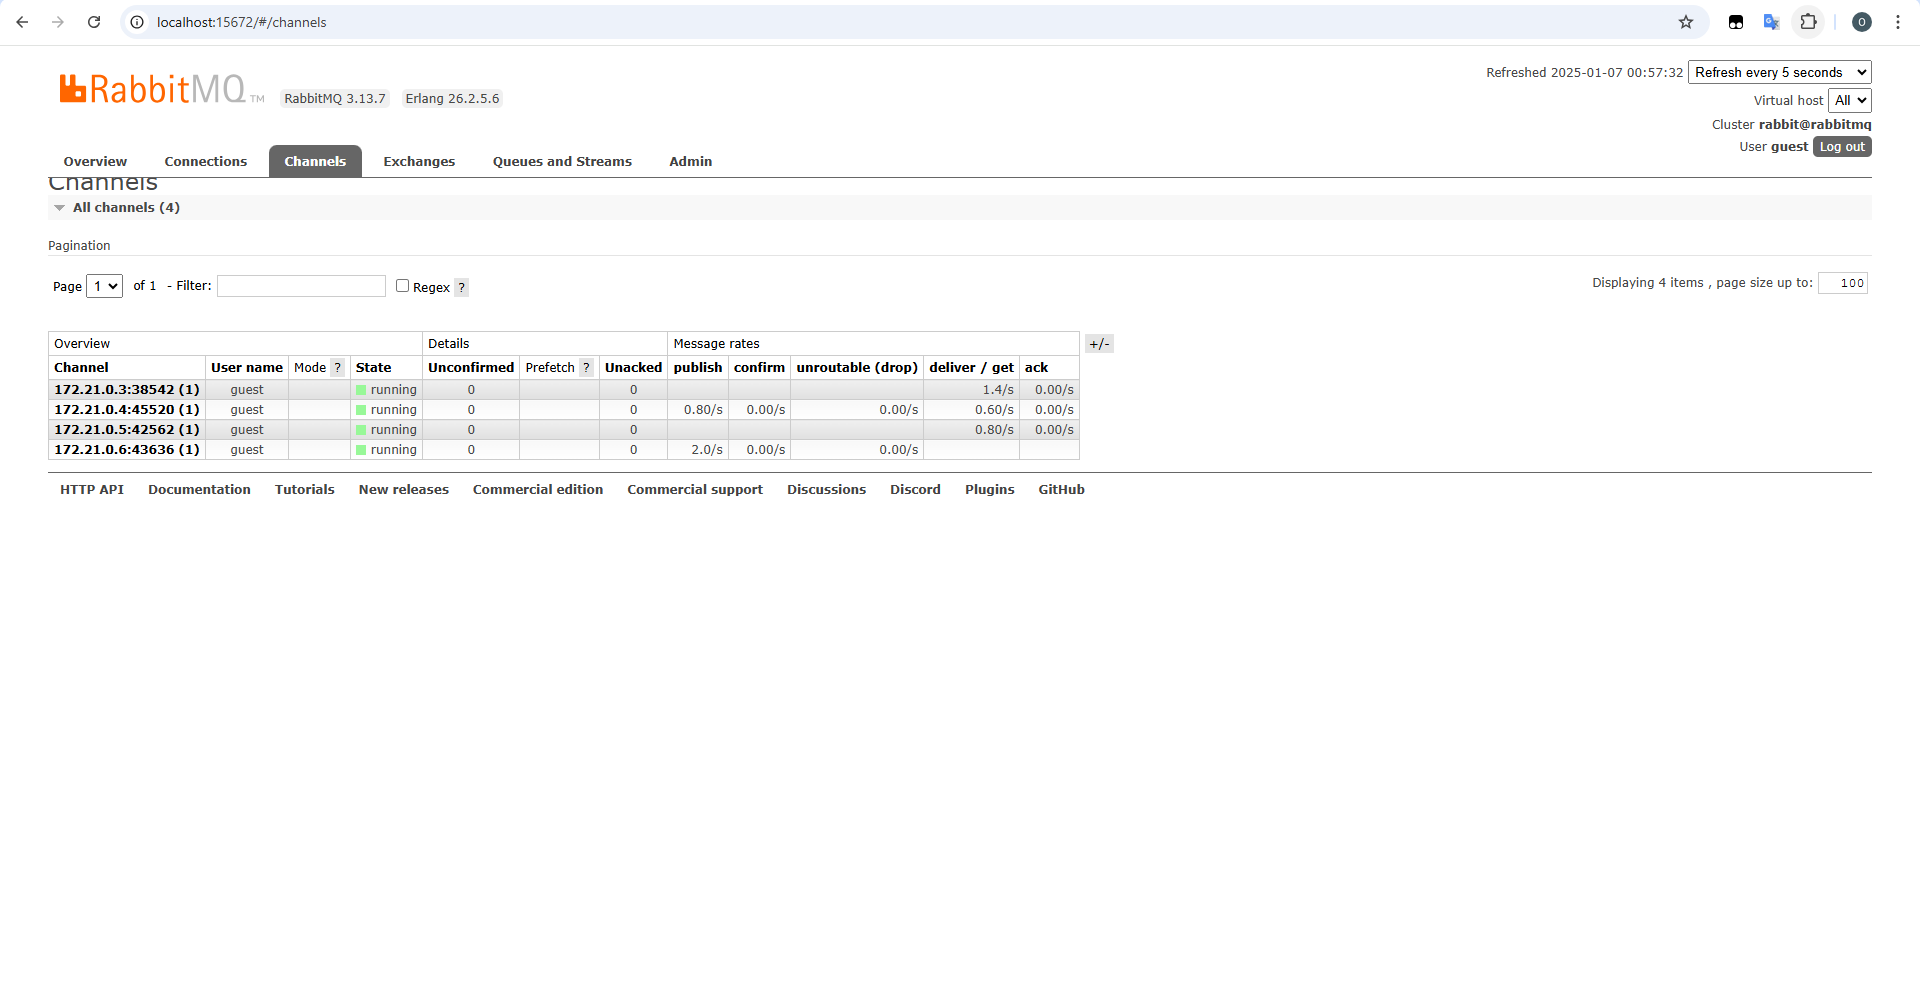 localhost:15672/#/channels
O
RabbitMQ TM RabbitMQ 3.13.7 Erlang 26.2.5.6
Refreshed 2025-01-07 00:57:32 Refresh every 5 seconds
Virtual host All
Cluster rabbit@rabbitmq
User guest Log out
Overview Connections Channels Exchanges Queues and Streams Admin
Channels
All channels (4)
Pagination
Page 1 of 1 - Filter: Regex ? Displaying 4 items , page size up to: 100
Overview Details Message rates +/-
Channel User name Mode ? State Unconfirmed Prefetch ? Unacked publish confirm unroutable (drop) deliver / get ack
172.21.0.3:38542 (1) guest running 0 0 1.4/s 0.00/s
172.21.0.4:45520 (1) guest running 0 0 0.80/s 0.00/s 0.00/s 0.60/s 0.00/s
172.21.0.5:42562 (1) guest running 0 0 0.80/s 0.00/s
172.21.0.6:43636 (1) guest running 0 0 2.0/s 0.00/s 0.00/s
HTTP API Documentation Tutorials New releases Commercial edition Commercial support Discussions Discord Plugins GitHub